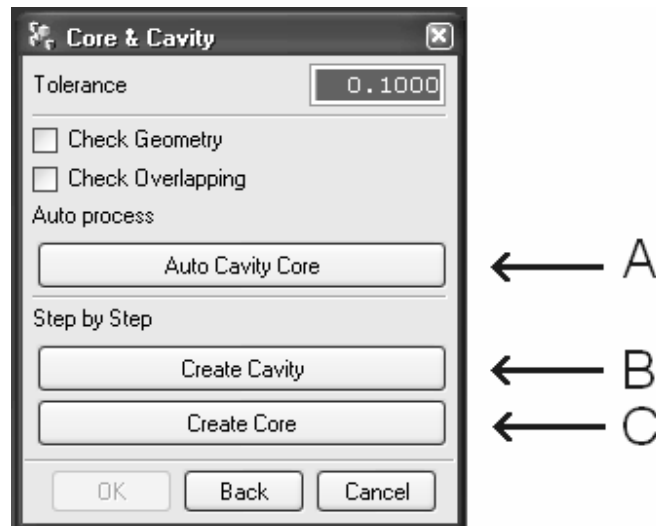 Core & Cavity
Tolerance 0.1000
Check Geometry
Check Overlapping
Auto process
Auto Cavity Core A
Step by Step
Create Cavity B
Create Core C
OK Back Cancel